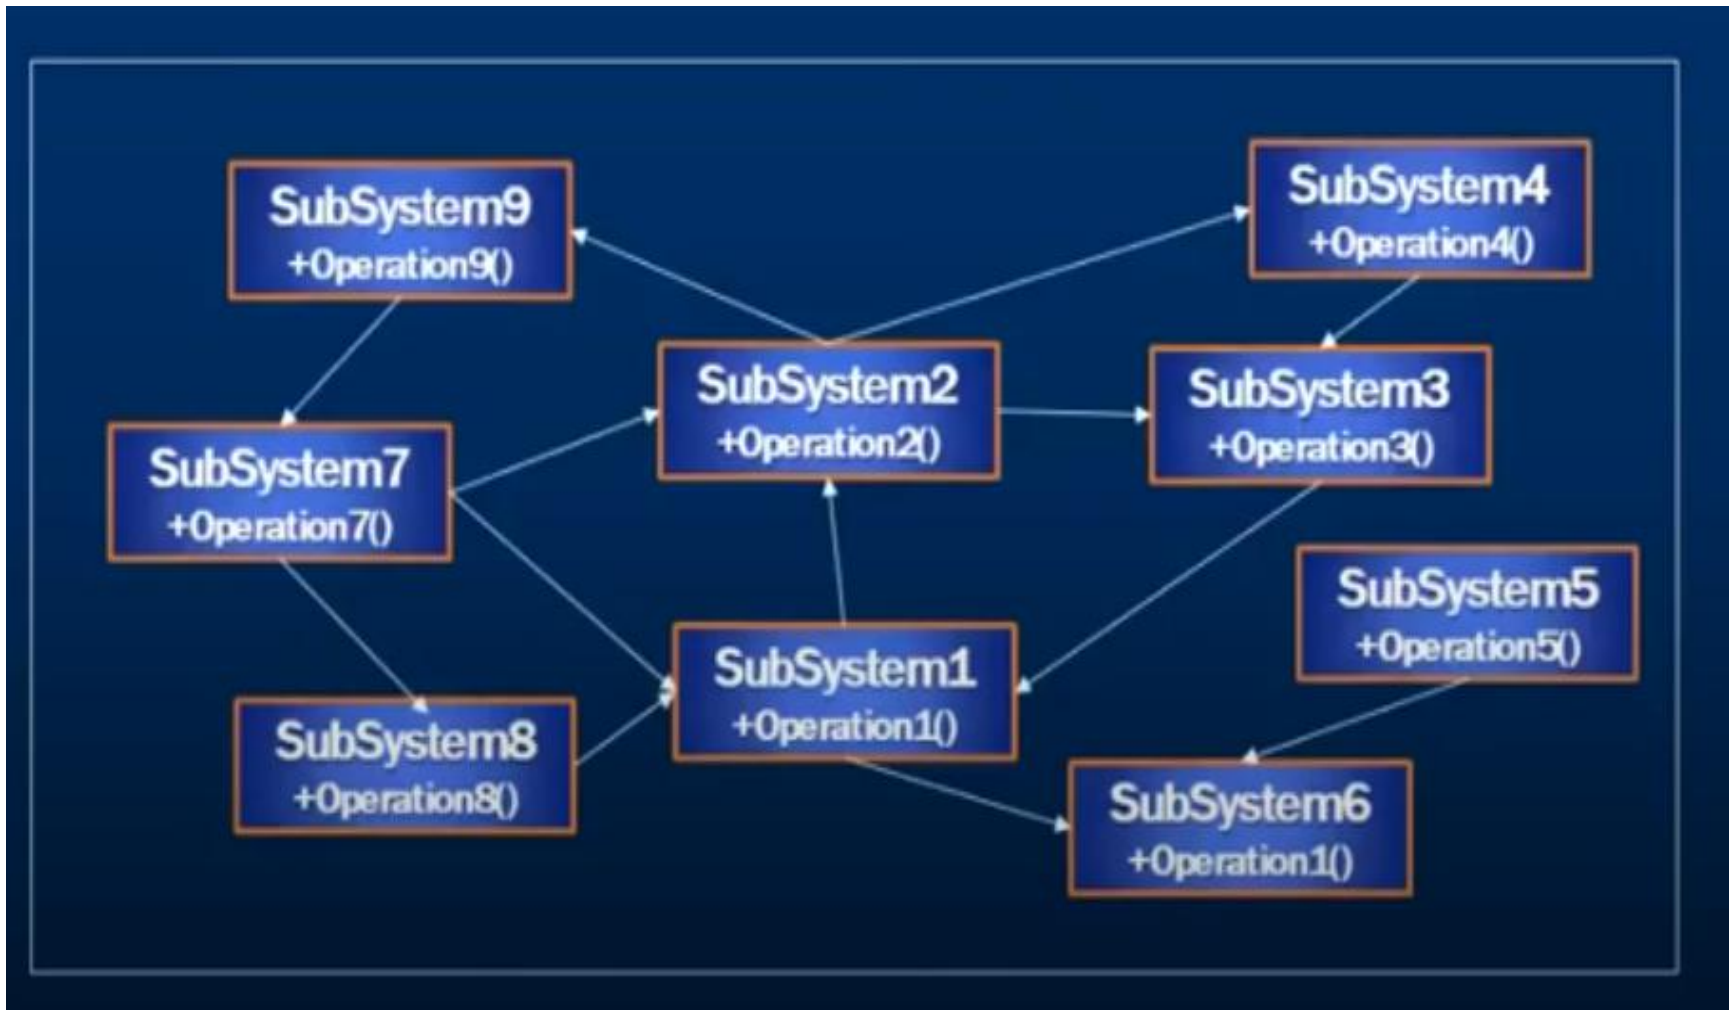 SubSystem9
+Operation9()
SubSystem4
+Operation4()
SubSystem2
+Operation2()
SubSystem3
+Operation3()
SubSystem7
+Operation7()
SubSystem5
+Operation5()
SubSystem1
+Operation1()
SubSystem8
+Operation8()
SubSystem6
+Operation1()